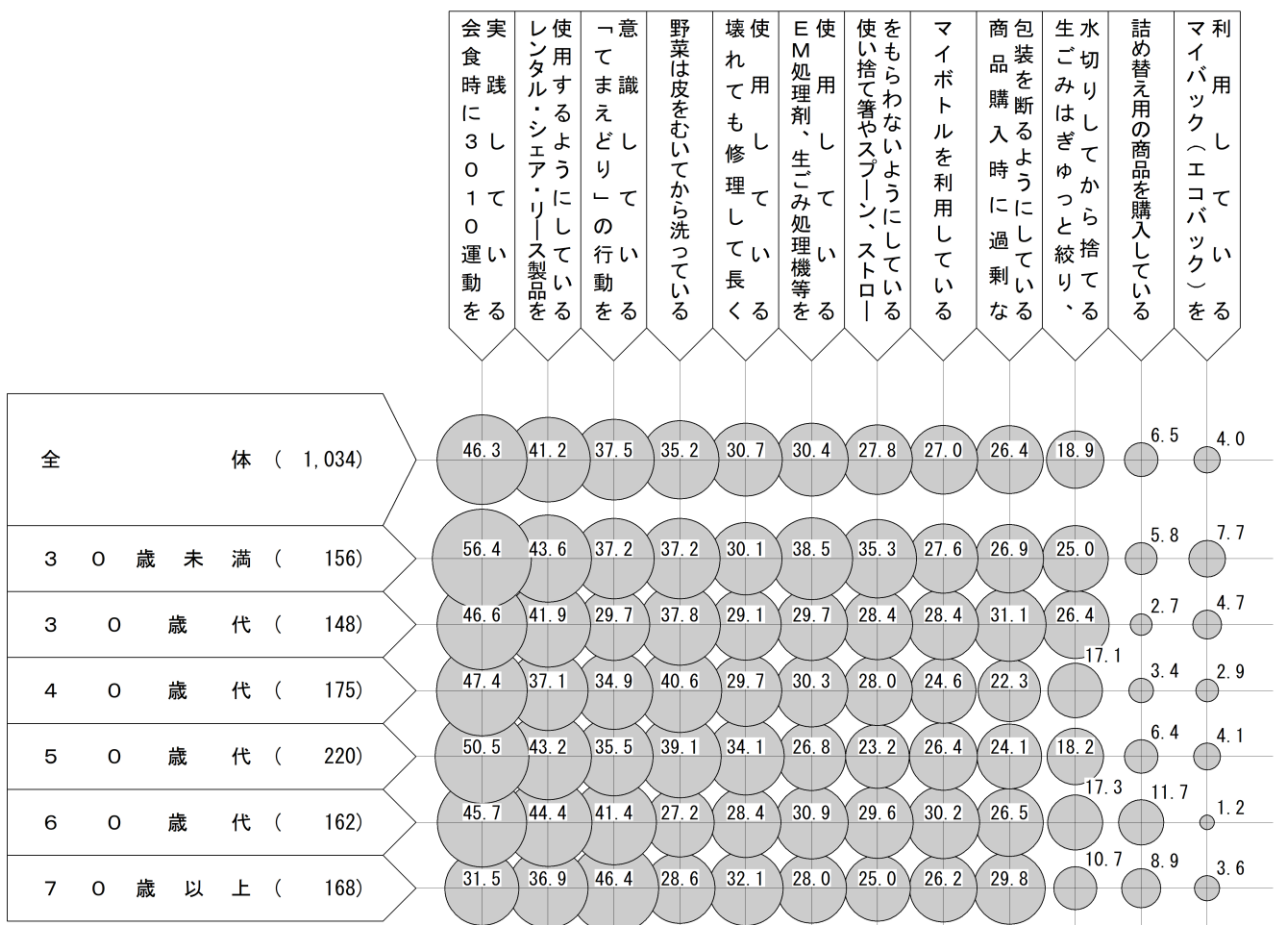 会食時に３０１０運動を
実践している
レンタル・シェア・リース製品を
使用するようにしている
「てまえどり」の行動を
意識している
野菜は皮をむいてから洗っている
壊れても修理して長く
使用している
ＥＭ処理剤、生ごみ処理機等を
使用している
使い捨て箸やスプーン、ストロー
をもらわないようにしている
マイボトルを利用している
商品購入時に過剰な
包装を断るようにしている
生ごみはぎゅっと絞り、
水切りしてから捨てる
詰め替え用の商品を購入している
マイバック（エコバック）を
利用している
全体 ( 1,034) 46.3 41.2 37.5 35.2 30.7 30.4 27.8 27.0 26.4 18.9 6.5 4.0
３０歳未満 ( 156) 56.4 43.6 37.2 37.2 30.1 38.5 35.3 27.6 26.9 25.0 5.8 7.7
３０歳代 ( 148) 46.6 41.9 29.7 37.8 29.1 29.7 28.4 28.4 31.1 26.4 2.7 4.7
４０歳代 ( 175) 47.4 37.1 34.9 40.6 29.7 30.3 28.0 24.6 22.3 17.1 3.4 2.9
５０歳代 ( 220) 50.5 43.2 35.5 39.1 34.1 26.8 23.2 26.4 24.1 18.2 6.4 4.1
６０歳代 ( 162) 45.7 44.4 41.4 27.2 28.4 30.9 29.6 30.2 26.5 17.3 11.7 1.2
７０歳以上 ( 168) 31.5 36.9 46.4 28.6 32.1 28.0 25.0 26.2 29.8 10.7 8.9 3.6